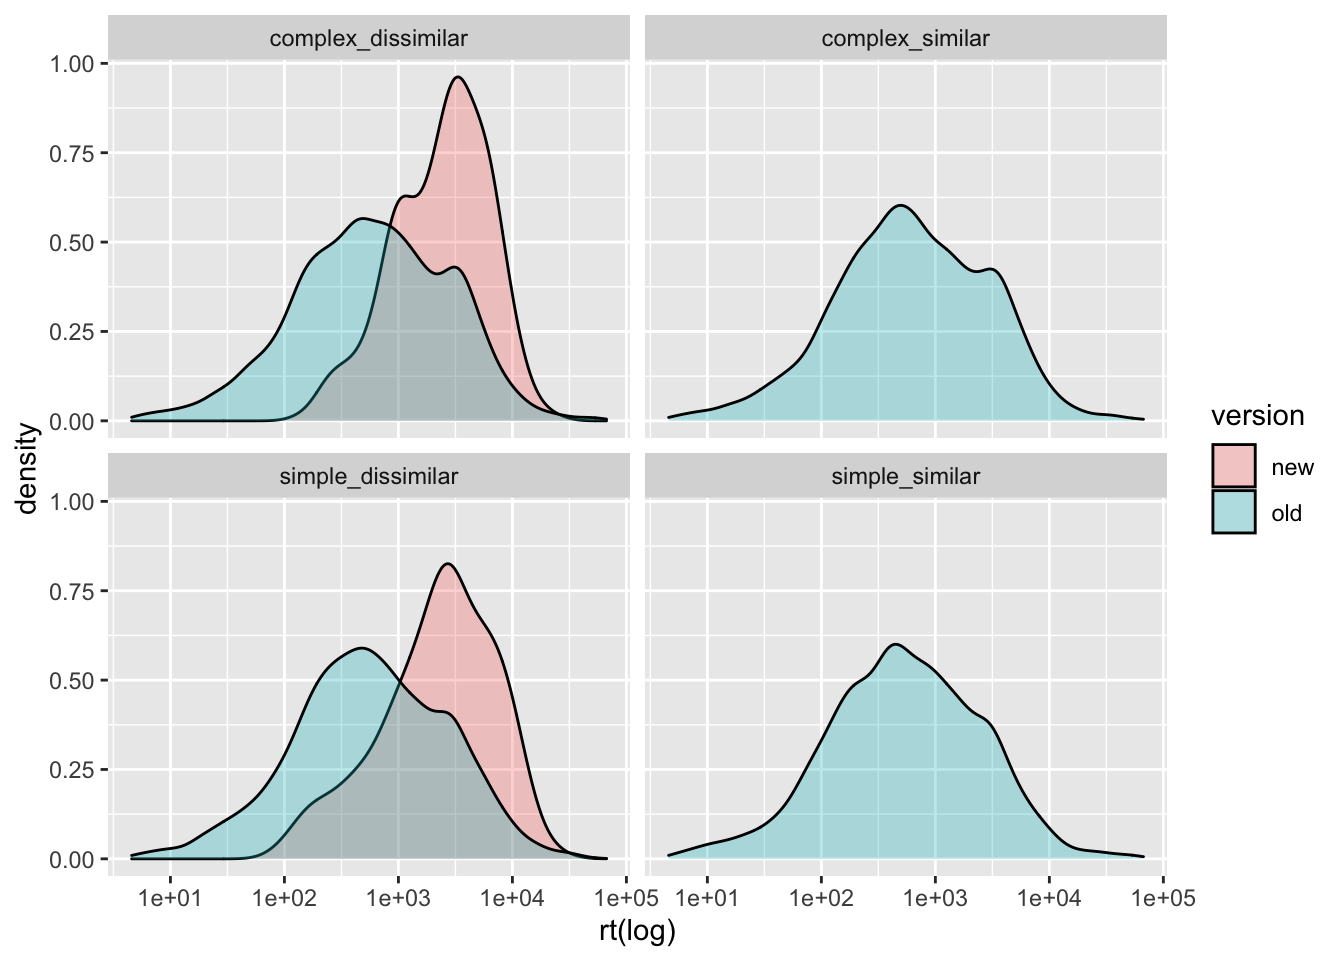 complex_dissimilar
complex_similar
1.00
0.75
0.50
0.25
0.00
simple_dissimilar
simple_similar
1.00
0.75
0.50
0.25
0.00
1e+01 1e+02 1e+03 1e+04 1e+05
1e+01 1e+02 1e+03 1e+04 1e+05
rt(log)
density
version
new
old